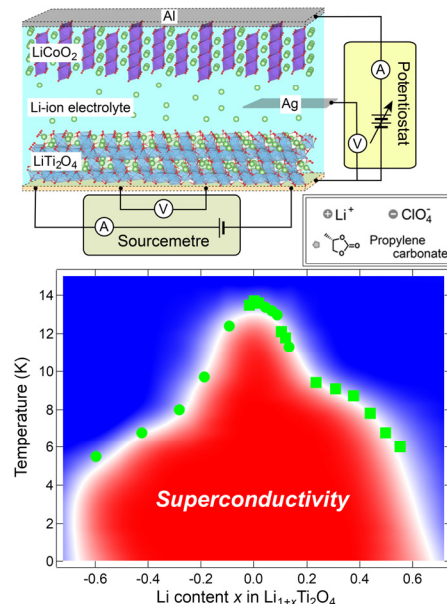 Al
LiCoO₂
A
Potentiostat
Li-ion electrolyte
Ag
V
LiTi₂O₄
V
A
Sourcemetre
Li⁺
ClO₄⁻
Propylene
carbonate
14
12
10
8
6
4
2
0
Temperature (K)
Superconductivity
-0.6 -0.4 -0.2 0.0 0.2 0.4 0.6
Li content x in Li₁₊ₓTi₂O₄